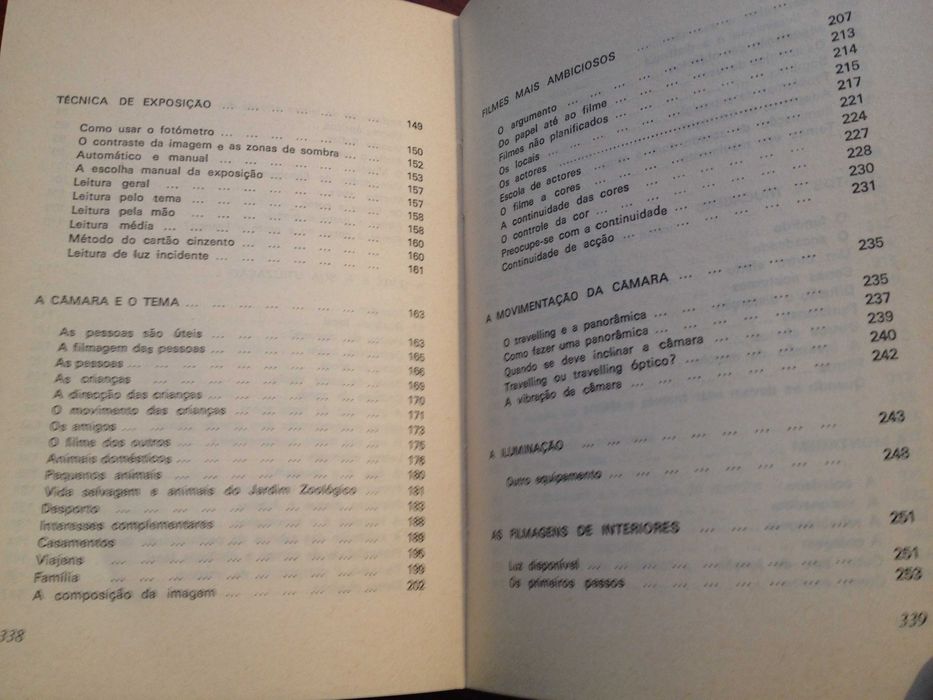 TÉCNICA DE EXPOSIÇÃO ... ... ... ... ... ... 149
Como usar o fotómetro ... ... ... ... ... 150
O contraste da imagem e as zonas de sombra ... ... 152
Automático e manual ... ... ... ... ... 153
A escolha manual da exposição ... ... ... ... 157
Leitura geral ... ... ... ... ... ... 157
Leitura pelo tema ... ... ... ... ... ... 158
Leitura pela mão ... ... ... ... ... ... 158
Leitura média ... ... ... ... ... ... 160
Método do cartão cinzento ... ... ... ... 160
Leitura de luz incidente ... ... ... ... ... 161
A CÂMARA E O TEMA ... ... ... ... ... ... 163
As pessoas são úteis ... ... ... ... ... 163
A filmagem das pessoas ... ... ... ... ... 165
As pessoas ... ... ... ... ... ... ... 166
As crianças ... ... ... ... ... ... ... 169
A direcção das crianças ... ... ... ... ... 170
O movimento das crianças ... ... ... ... 171
Os amigos ... ... ... ... ... ... ... 173
O filme dos outros ... ... ... ... ... ... 175
Animais domésticos ... ... ... ... ... ... 178
Pequenos animais ... ... ... ... ... ... 180
Vida selvagem e animais do Jardim Zoológico ... ... 181
Desporto ... ... ... ... ... ... ... 183
Interesses complementares ... ... ... ... 188
Casamentos ... ... ... ... ... ... ... 189
Viajens ... ... ... ... ... ... ... 195
Família ... ... ... ... ... ... ... 199
A composição da imagem ... ... ... ... ... 202
338
FILMES MAIS AMBICIOSOS ... ... ... ... ...
O argumento ... ... ... ... ... ... 207
Do papel até ao filme ... ... ... ... ... 213
Filmes não planificados ... ... ... ... ... 214
Os locais ... ... ... ... ... ... 215
Os actores ... 217
Escola de actores ... 221
O filme a cores ... ... ... ... ... ... 224
A continuidade das cores ... ... ... ... 227
O controle da cor ... ... ... ... ... ... 228
Preocupe-se com a continuidade ... ... ... ... 230
Continuidade de acção ... ... ... ... ... 231
A MOVIMENTAÇÃO DA CÂMARA ... ... ... ... 235
O travelling e a panorâmica ... ... ... ... 235
Como fazer uma panorâmica ... ... ... ... 237
Quando se deve inclinar a câmara ... ... ... 239
Travelling ou travelling óptico? ... ... ... ... 240
A vibração da câmara ... ... ... ... ... 242
A ILUMINAÇÃO ... ... ... ... ... ... ... 243
Outro equipamento ... ... ... ... ... ... 248
AS FILMAGENS DE INTERIORES ... ... ... ... 251
Luz disponível ... ... ... ... ... ... 251
Os primeiros passos ... ... ... ... ... 253
339